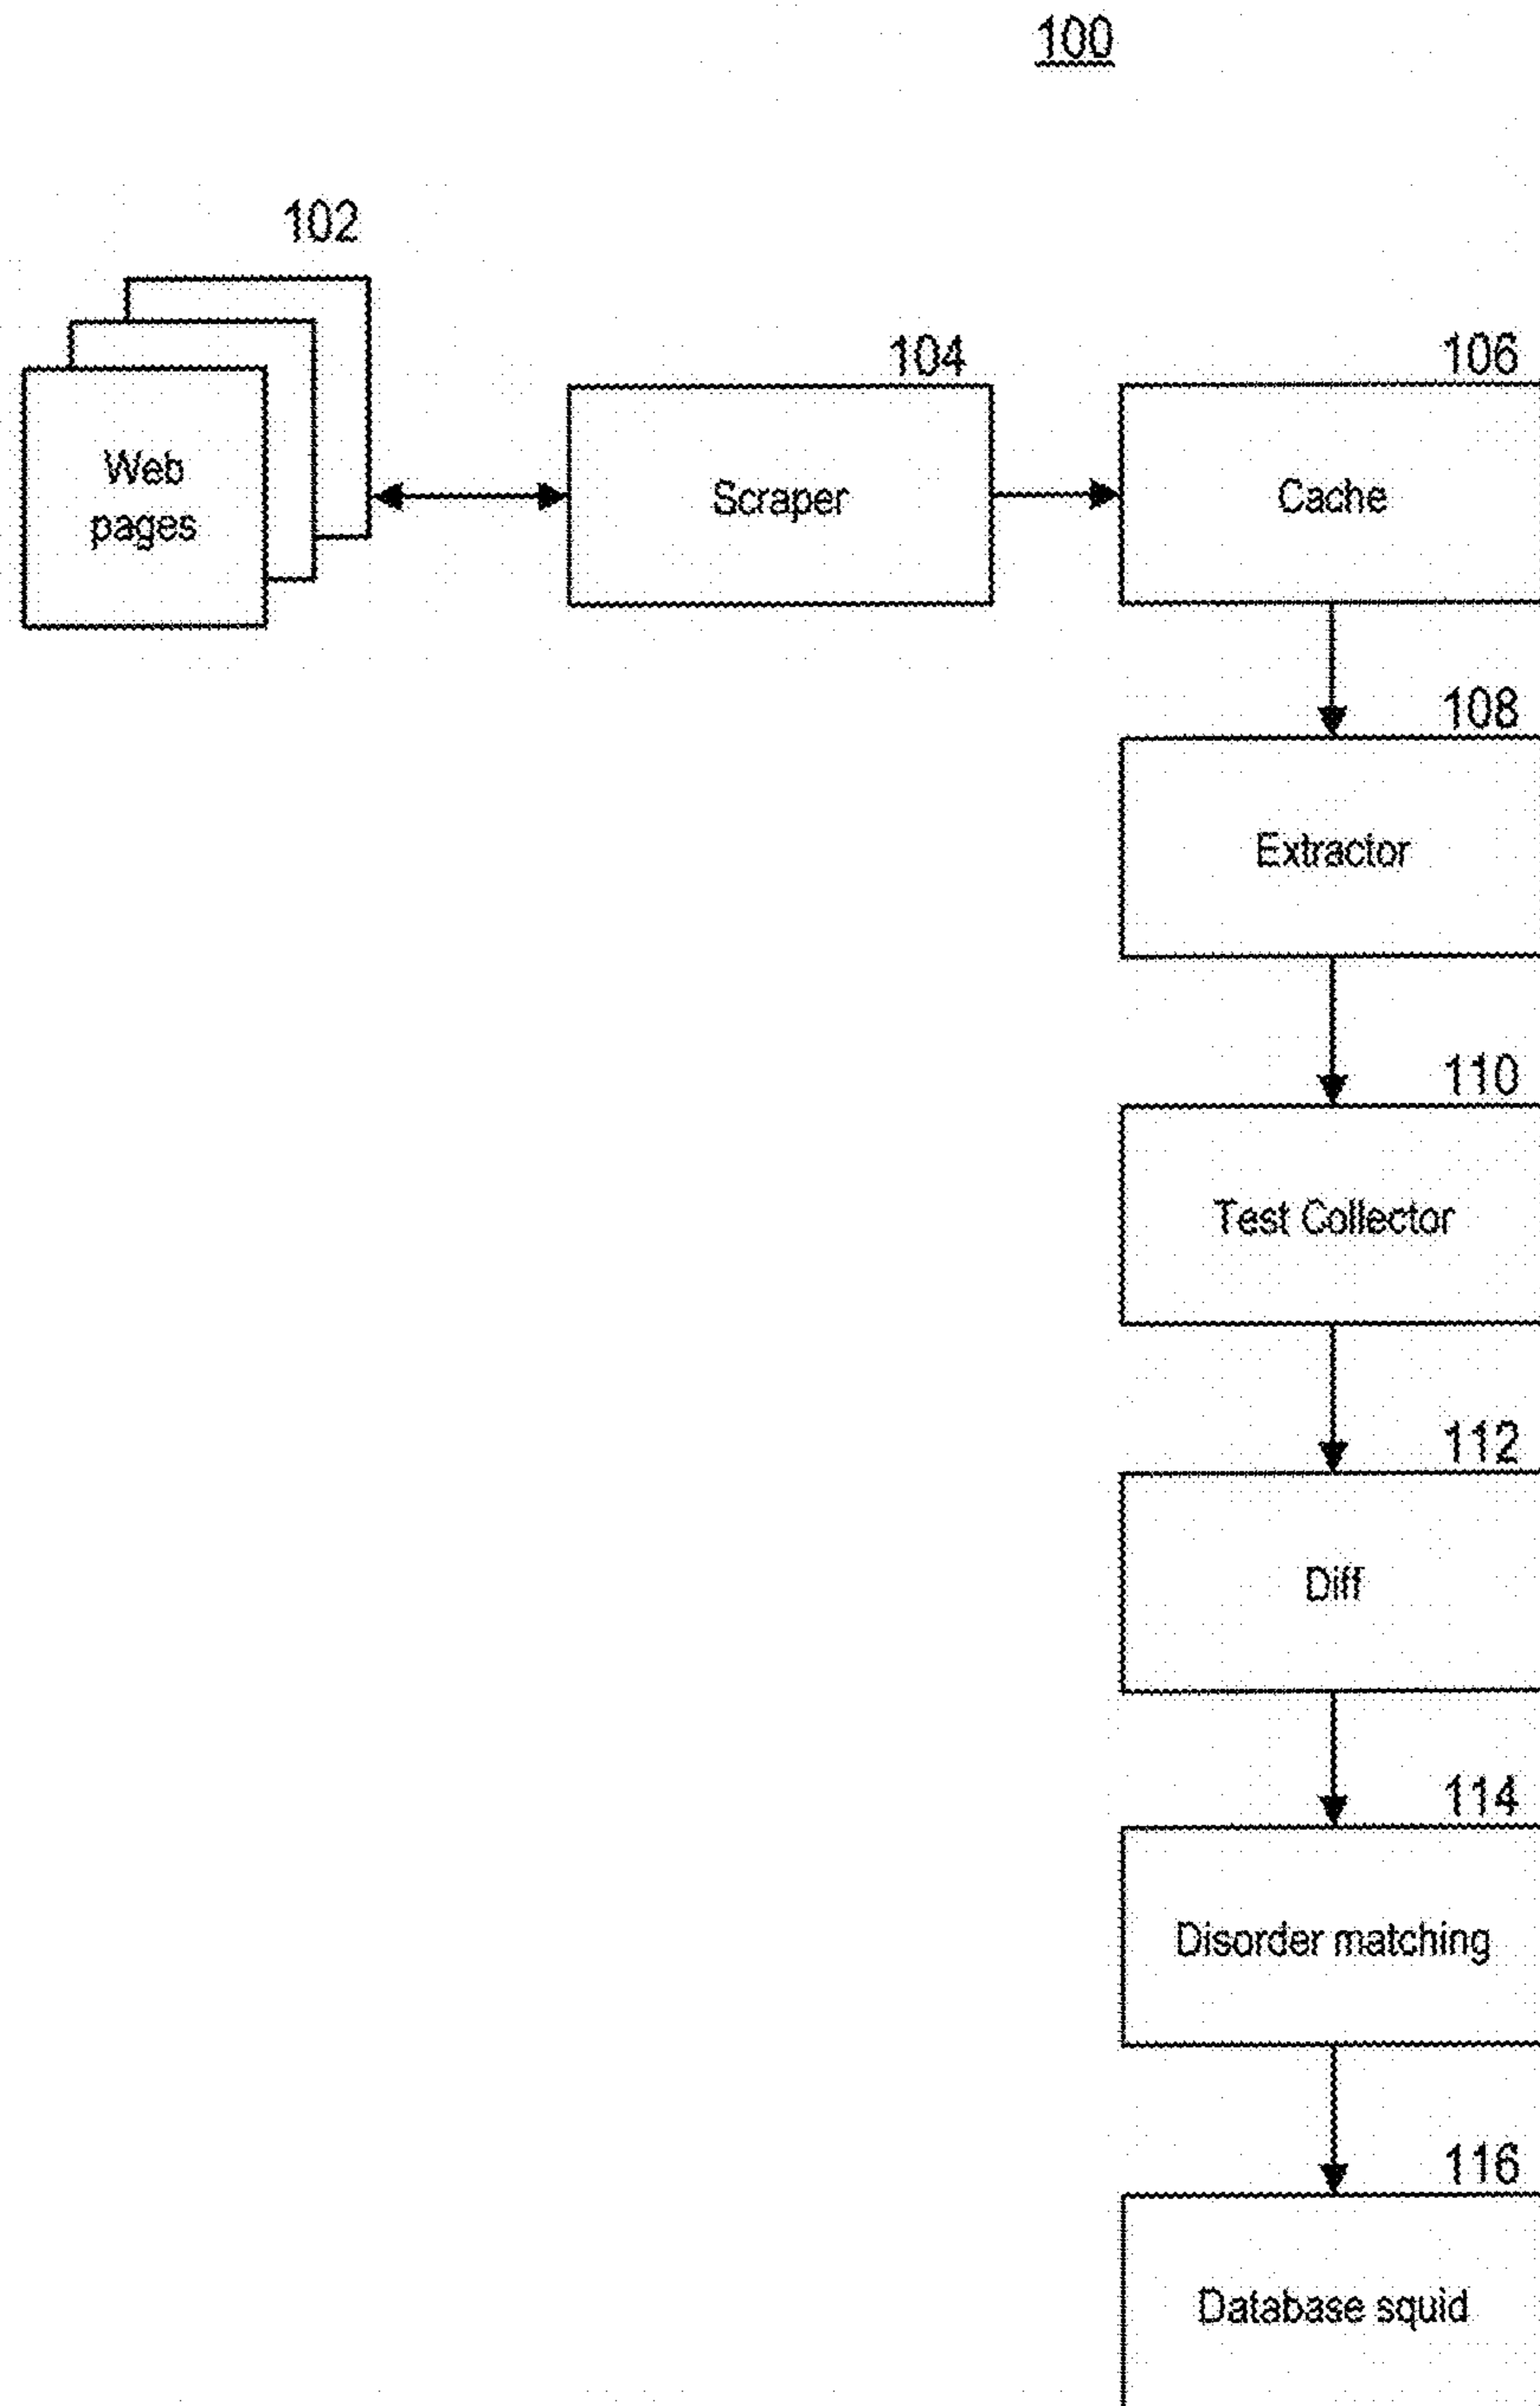 100
102
Web
pages
104
Scraper
106
Cache
108
Extractor
110
Test Collector
112
Diff
114
Disorder matching
116
Database squid